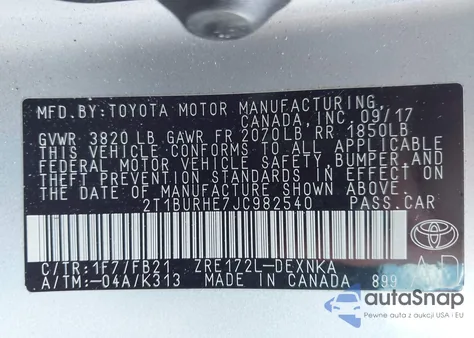 MFD. BY: TOYOTA MOTOR MANUFACTURING,
CANADA, INC. 09/17
GVWR 3820 LB GAWR FR 2070LB RR 1850LB
THIS VEHICLE CONFORMS TO ALL APPLICABLE
FEDERAL MOTOR VEHICLE SAFETY, BUMPER, AND
THEFT PREVENTION STANDARDS IN EFFECT ON
THE DATE OF MANUFACTURE SHOWN ABOVE.
2T1BURHE7JC982540 PASS.CAR
C/TR: 1F7/FB21 ZRE172L-DEXNKA
A/TM:-04A/K313 MADE IN CANADA 899
AD
autoSnap
Pewne auta z aukcji USA i EU